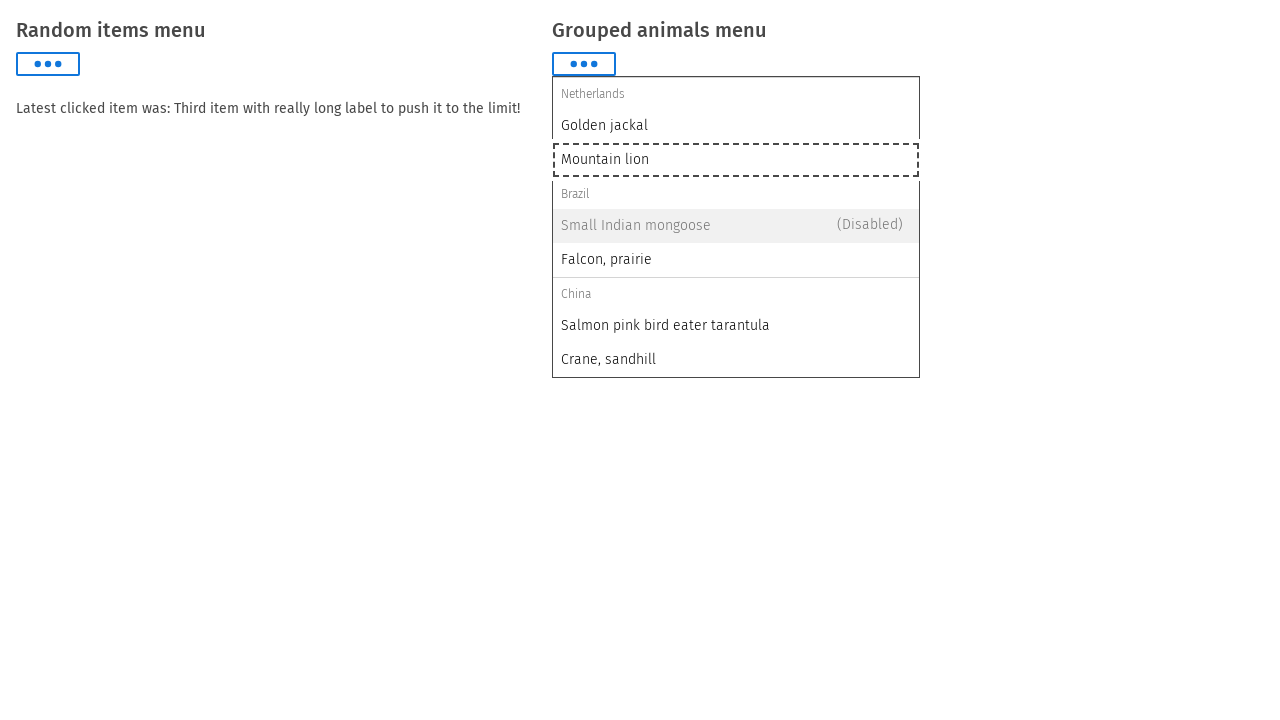 Random items menu
Latest clicked item was: Third item with really long label to push it to the limit!
Grouped animals menu
Netherlands
Golden jackal
Mountain lion
Brazil
Small Indian mongoose (Disabled)
Falcon, prairie
China
Salmon pink bird eater tarantula
Crane, sandhill